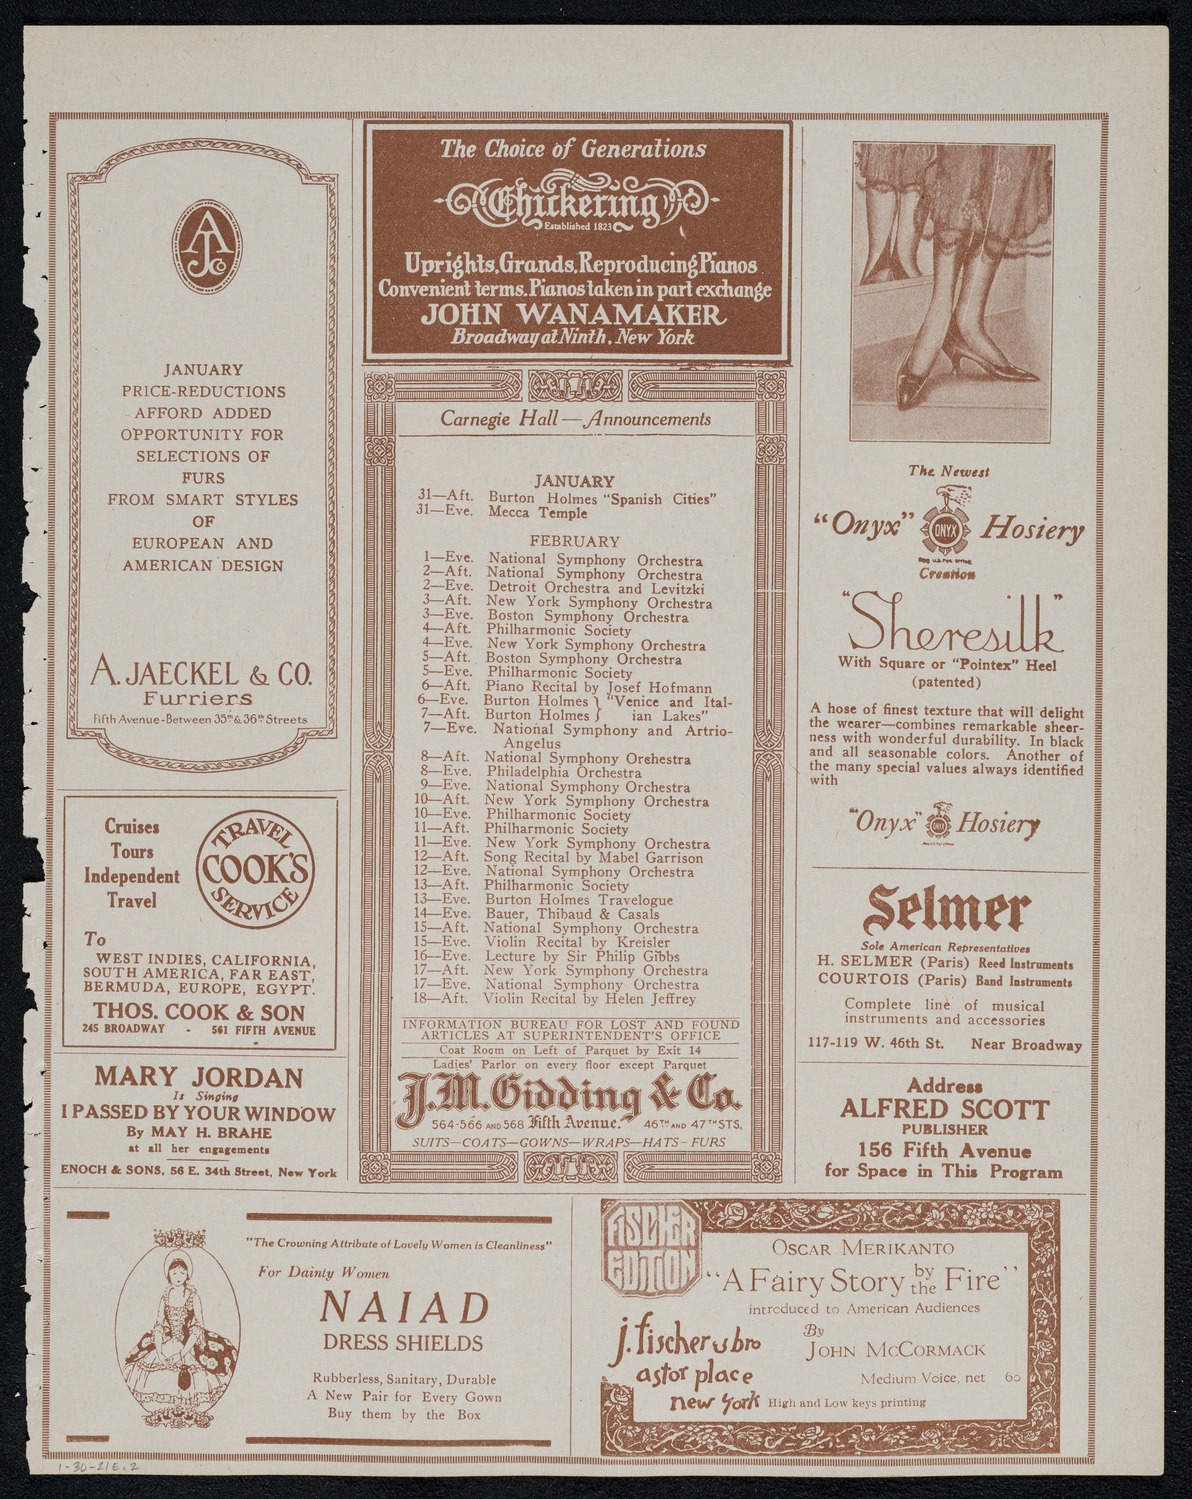 AJCo
JANUARY
PRICE-REDUCTIONS
AFFORD ADDED
OPPORTUNITY FOR
SELECTIONS OF
FURS
FROM SMART STYLES
OF
EUROPEAN AND
AMERICAN DESIGN
A. JAECKEL & CO.
Furriers
Fifth Avenue-Between 35th & 36th Streets
Cruises
Tours
Independent
Travel
TRAVEL
COOK'S
SERVICE
To
WEST INDIES, CALIFORNIA,
SOUTH AMERICA, FAR EAST,
BERMUDA, EUROPE, EGYPT.
THOS. COOK & SON
245 BROADWAY - 561 FIFTH AVENUE
MARY JORDAN
Is Singing
I PASSED BY YOUR WINDOW
By MAY H. BRAHE
at all her engagements
ENOCH & SONS, 56 E. 34th Street, New York
The Choice of Generations
Chickering
Established 1823
Uprights, Grands, Reproducing Pianos
Convenient terms. Pianos taken in part exchange
JOHN WANAMAKER
Broadway at Ninth, New York
Carnegie Hall — Announcements
JANUARY
31—Aft. Burton Holmes "Spanish Cities"
31—Eve. Mecca Temple
FEBRUARY
1—Eve. National Symphony Orchestra
2—Aft. National Symphony Orchestra
2—Eve. Detroit Orchestra and Levitzki
3—Aft. New York Symphony Orchestra
3—Eve. Boston Symphony Orchestra
4—Aft. Philharmonic Society
4—Eve. New York Symphony Orchestra
5—Aft. Boston Symphony Orchestra
5—Eve. Philharmonic Society
6—Aft. Piano Recital by Josef Hofmann
6—Eve. Burton Holmes } "Venice and Ital-
7—Aft. Burton Holmes } ian Lakes"
7—Eve. National Symphony and Artrio-
Angelus
8—Aft. National Symphony Orehestra
8—Eve. Philadelphia Orchestra
9—Eve. National Symphony Orchestra
10—Aft. New York Symphony Orchestra
10—Eve. Philharmonic Society
11—Aft. Philharmonic Society
11—Eve. New York Symphony Orchestra
12—Aft. Song Recital by Mabel Garrison
12—Eve. National Symphony Orchestra
13—Aft. Philharmonic Society
13—Eve. Burton Holmes Travelogue
14—Eve. Bauer, Thibaud & Casals
15—Aft. National Symphony Orchestra
15—Eve. Violin Recital by Kreisler
16—Eve. Lecture by Sir Philip Gibbs
17—Aft. New York Symphony Orchestra
17—Eve. National Symphony Orchestra
18—Aft. Violin Recital by Helen Jeffrey
INFORMATION BUREAU FOR LOST AND FOUND
ARTICLES AT SUPERINTENDENT'S OFFICE
Coat Room on Left of Parquet by Exit 14
Ladies' Parlor on every floor except Parquet
J.M. Gidding & Co.
564-566 AND 568 Fifth Avenue. 46TH AND 47TH STS.
SUITS—COATS—GOWNS—WRAPS—HATS—FURS
The Newest
"Onyx" ONYX Hosiery
Reg. U.S. Pat. Office
Creation
"Sheresilk"
With Square or "Pointex" Heel
(patented)
A hose of finest texture that will delight
the wearer—combines remarkable sheer-
ness with wonderful durability. In black
and all seasonable colors. Another of
the many special values always identified
with
"Onyx" Hosiery
Selmer
Sole American Representatives
H. SELMER (Paris) Reed Instruments
COURTOIS (Paris) Band Instruments
Complete line of musical
instruments and accessories
117-119 W. 46th St. Near Broadway
Address
ALFRED SCOTT
PUBLISHER
156 Fifth Avenue
for Space in This Program
"The Crowning Attribute of Lovely Women is Cleanliness"
For Dainty Women
NAIAD
DRESS SHIELDS
Rubberless, Sanitary, Durable
A New Pair for Every Gown
Buy them by the Box
FISCHER
EDITION
OSCAR MERIKANTO
"A Fairy Story by the Fire"
introduced to American Audiences
By
JOHN McCORMACK
Medium Voice, net 60
High and Low keys printing
j. fischer & bro
astor place
new york
1-30-21E.2